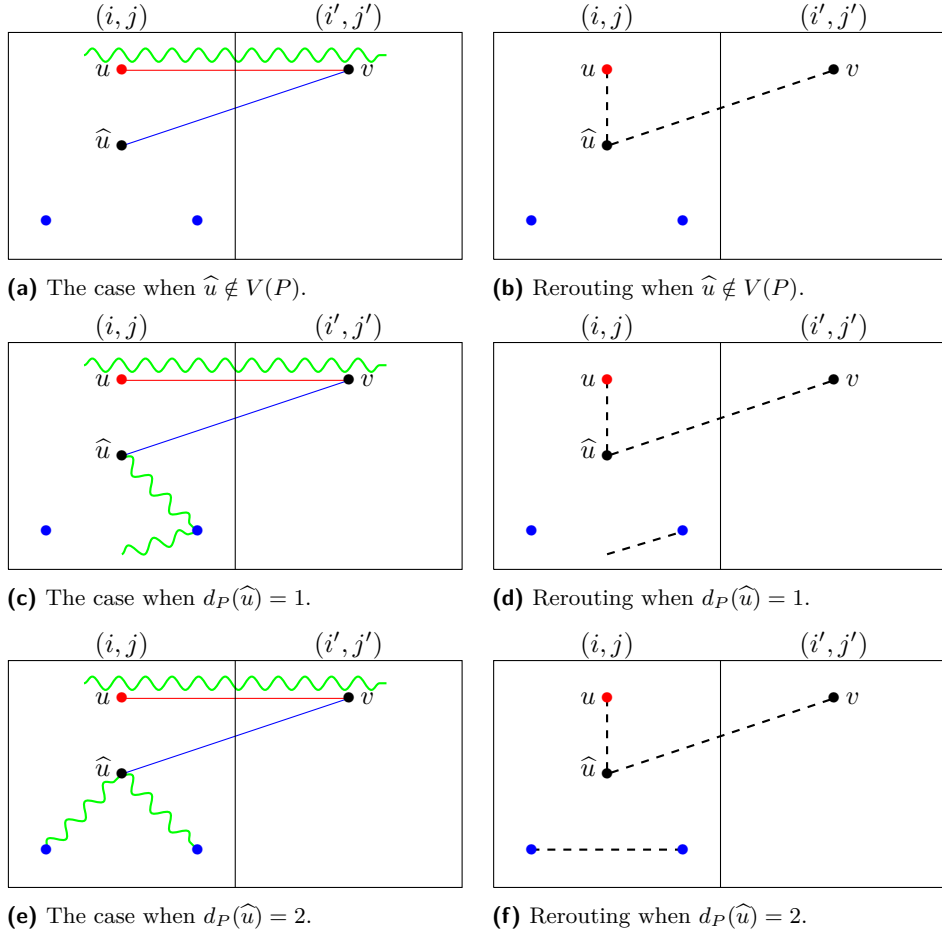 (i, j) (i′, j′) (i, j) (i′, j′)
u v u v
û û
(a) The case when û ∉ V(P). (b) Rerouting when û ∉ V(P).
(i, j) (i′, j′) (i, j) (i′, j′)
u v u v
û û
(c) The case when d_P(û) = 1. (d) Rerouting when d_P(û) = 1.
(i, j) (i′, j′) (i, j) (i′, j′)
u v u v
û û
(e) The case when d_P(û) = 2. (f) Rerouting when d_P(û) = 2.